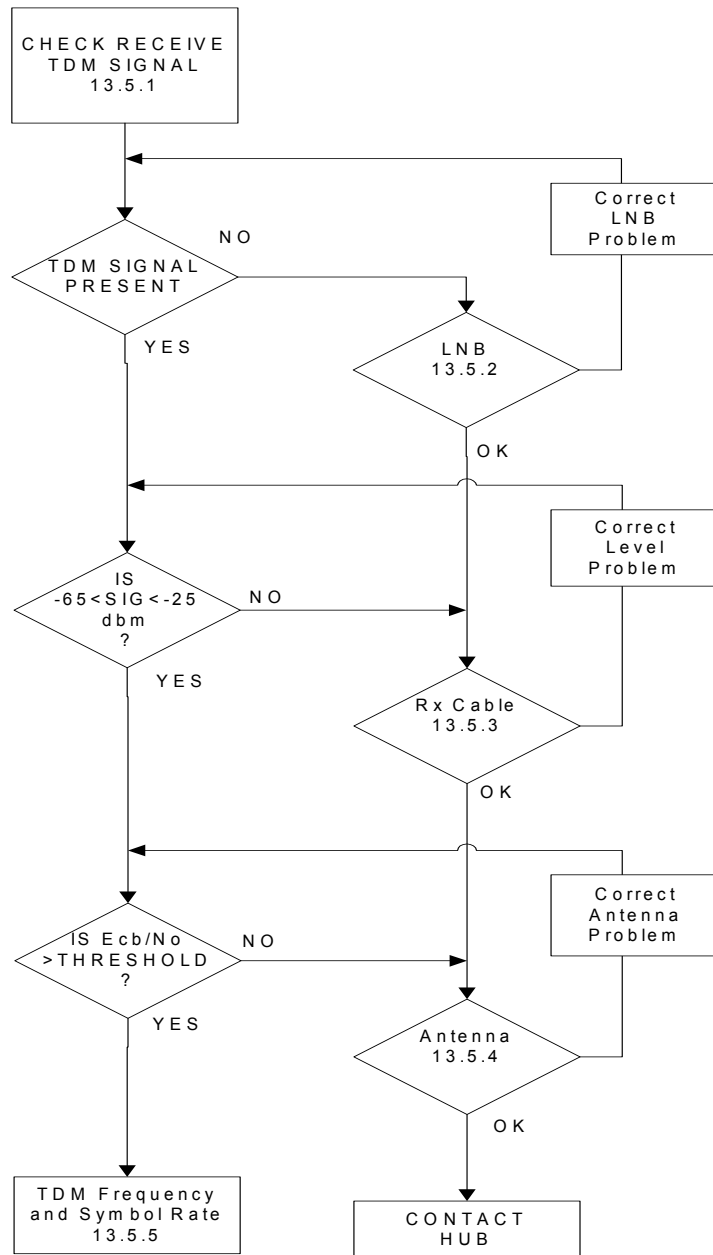 CHECK RECEIVE
TDM SIGNAL
13.5.1
Correct
LNB
Problem
NO
TDM SIGNAL
PRESENT
YES
LNB
13.5.2
OK
Correct
Level
Problem
IS
-65<SIG<-25
dbm
?
NO
YES
Rx Cable
13.5.3
OK
Correct
Antenna
Problem
IS Ecb/No
>THRESHOLD
?
NO
YES
Antenna
13.5.4
OK
TDM Frequency
and Symbol Rate
13.5.5
CONTACT
HUB